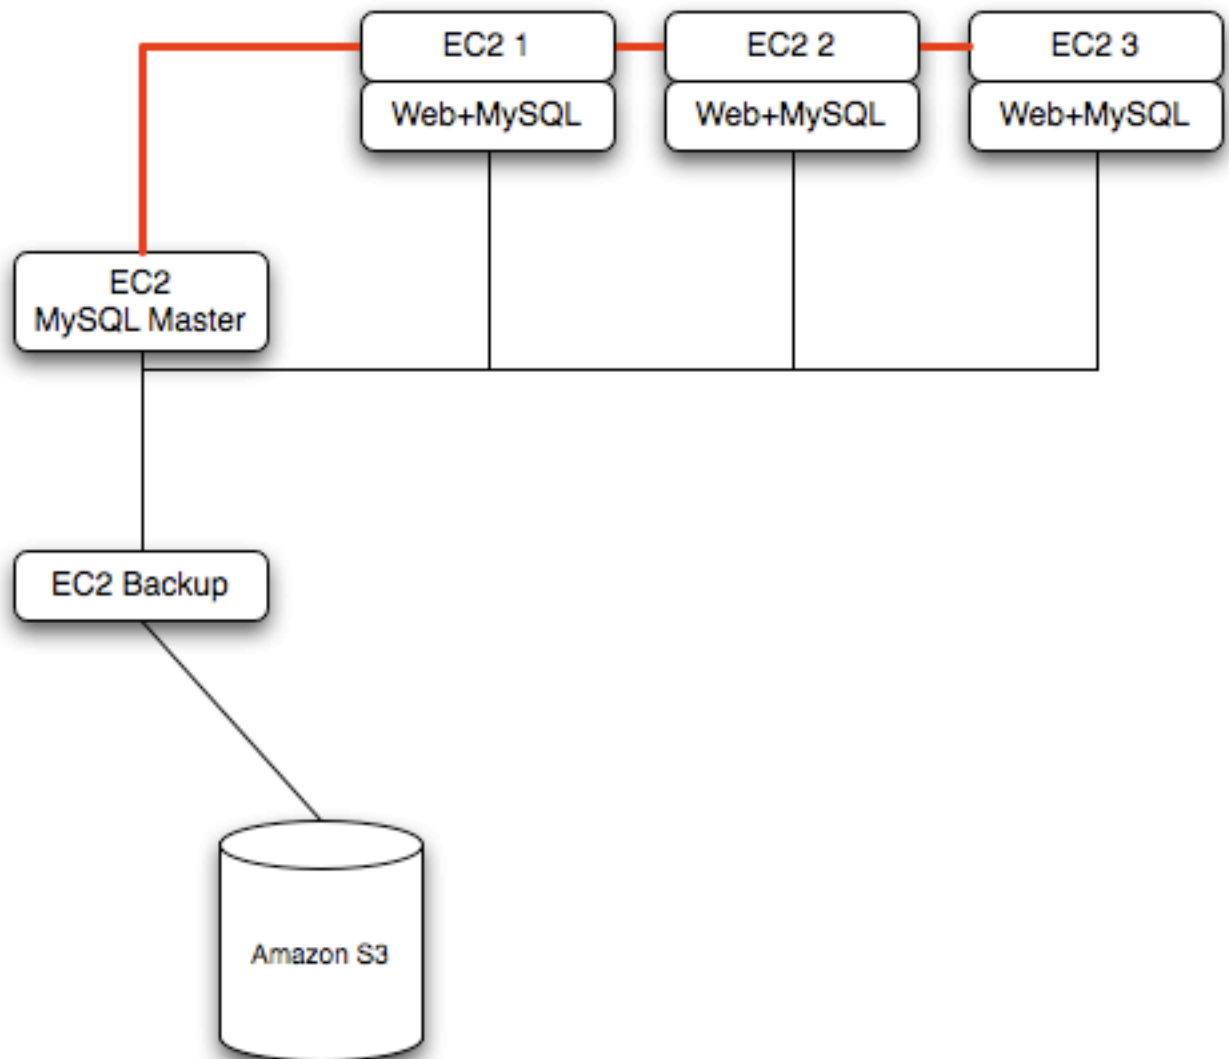 EC2 1
EC2 2
EC2 3
Web+MySQL
Web+MySQL
Web+MySQL
EC2
MySQL Master
EC2 Backup
Amazon S3